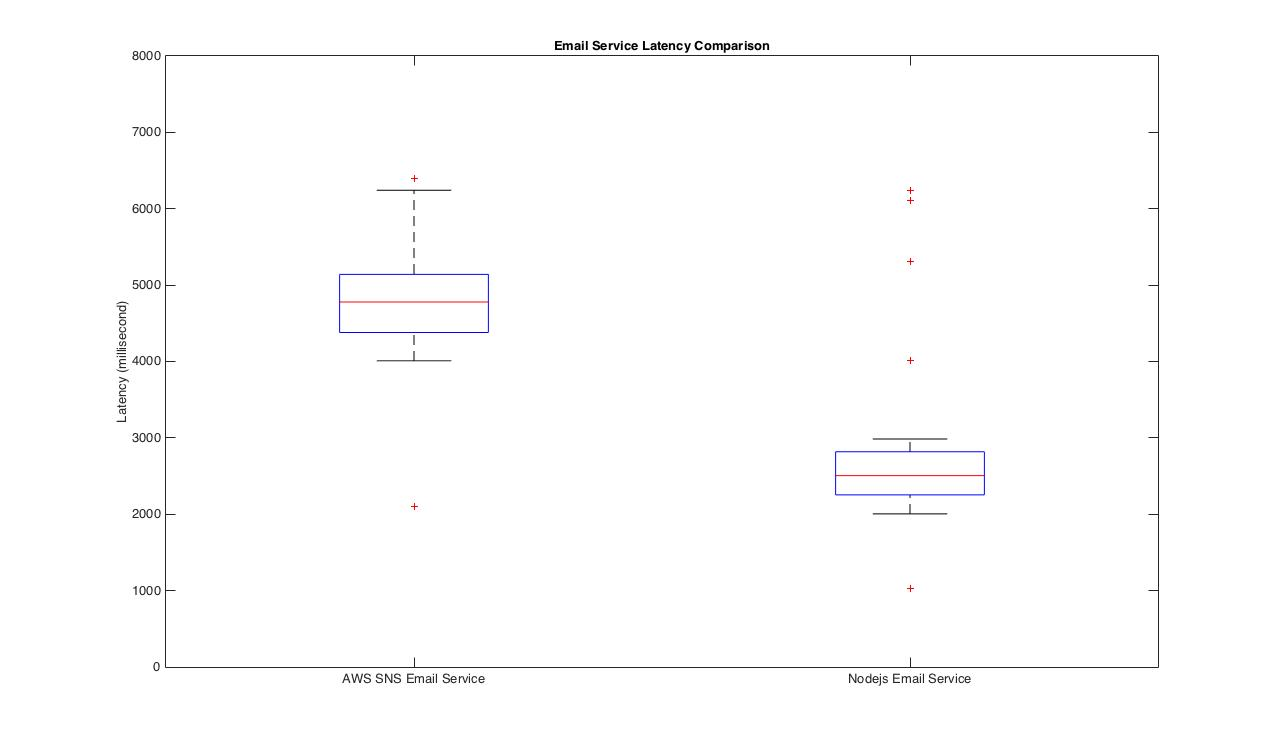 Email Service Latency Comparison
8000
7000
6000
5000
4000
3000
2000
1000
0
Latency (millisecond)
AWS SNS Email Service
Nodejs Email Service